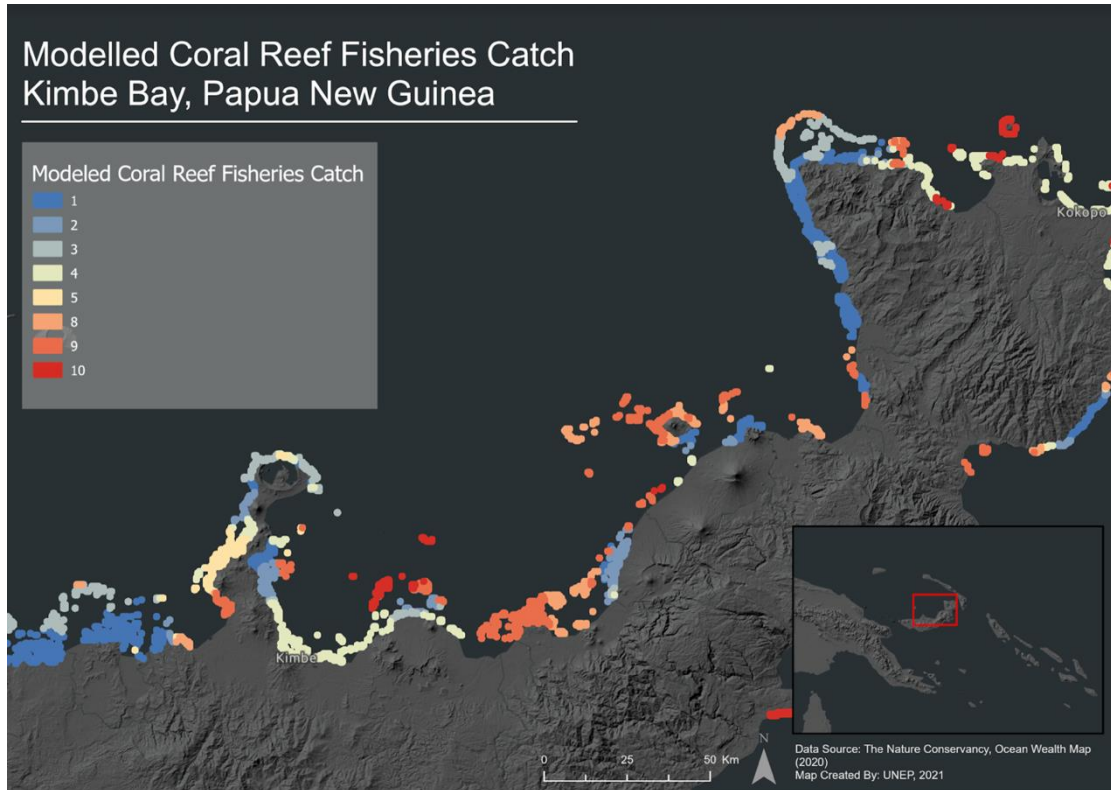 Modelled Coral Reef Fisheries Catch
Kimbe Bay, Papua New Guinea
Modeled Coral Reef Fisheries Catch
1
2
3
4
5
8
9
10
Kokopo
Kimbe
N
0 25 50 Km
Data Source: The Nature Conservancy, Ocean Wealth Map
(2020)
Map Created By: UNEP, 2021